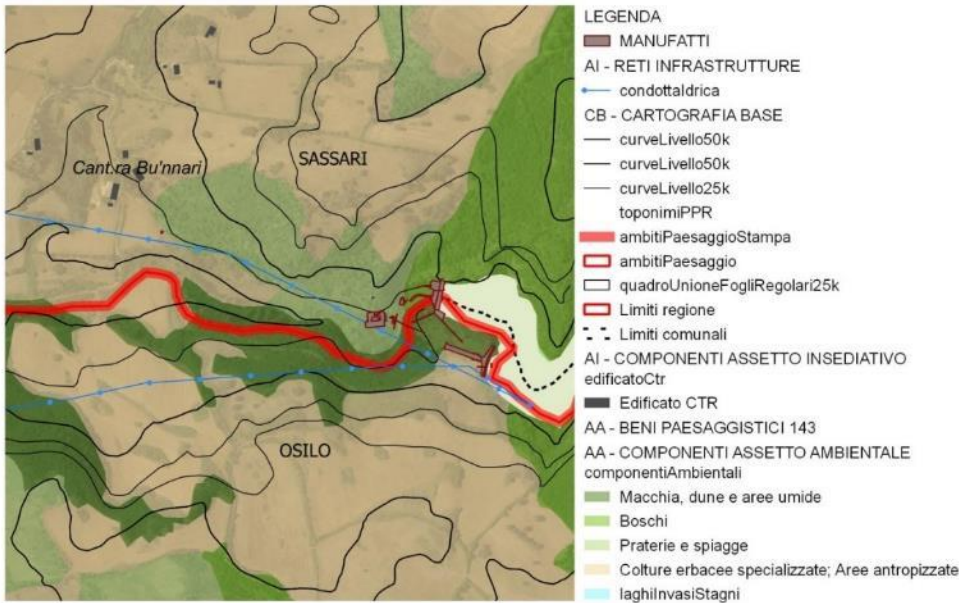 SASSARI
Cant.ra Bu'nnari
OSILO
LEGENDA
MANUFATTI
AI - RETI INFRASTRUTTURE
condottaIdrica
CB - CARTOGRAFIA BASE
curveLivello50k
curveLivello50k
curveLivello25k
toponimiPPR
ambitiPaesaggioStampa
ambitiPaesaggio
quadroUnioneFogliRegolari25k
Limiti regione
Limiti comunali
AI - COMPONENTI ASSETTO INSEDIATIVO
edificatoCtr
Edificato CTR
AA - BENI PAESAGGISTICI 143
AA - COMPONENTI ASSETTO AMBIENTALE
componentiAmbientali
Macchia, dune e aree umide
Boschi
Praterie e spiagge
Colture erbacee specializzate; Aree antropizzate
laghiInvasiStagni